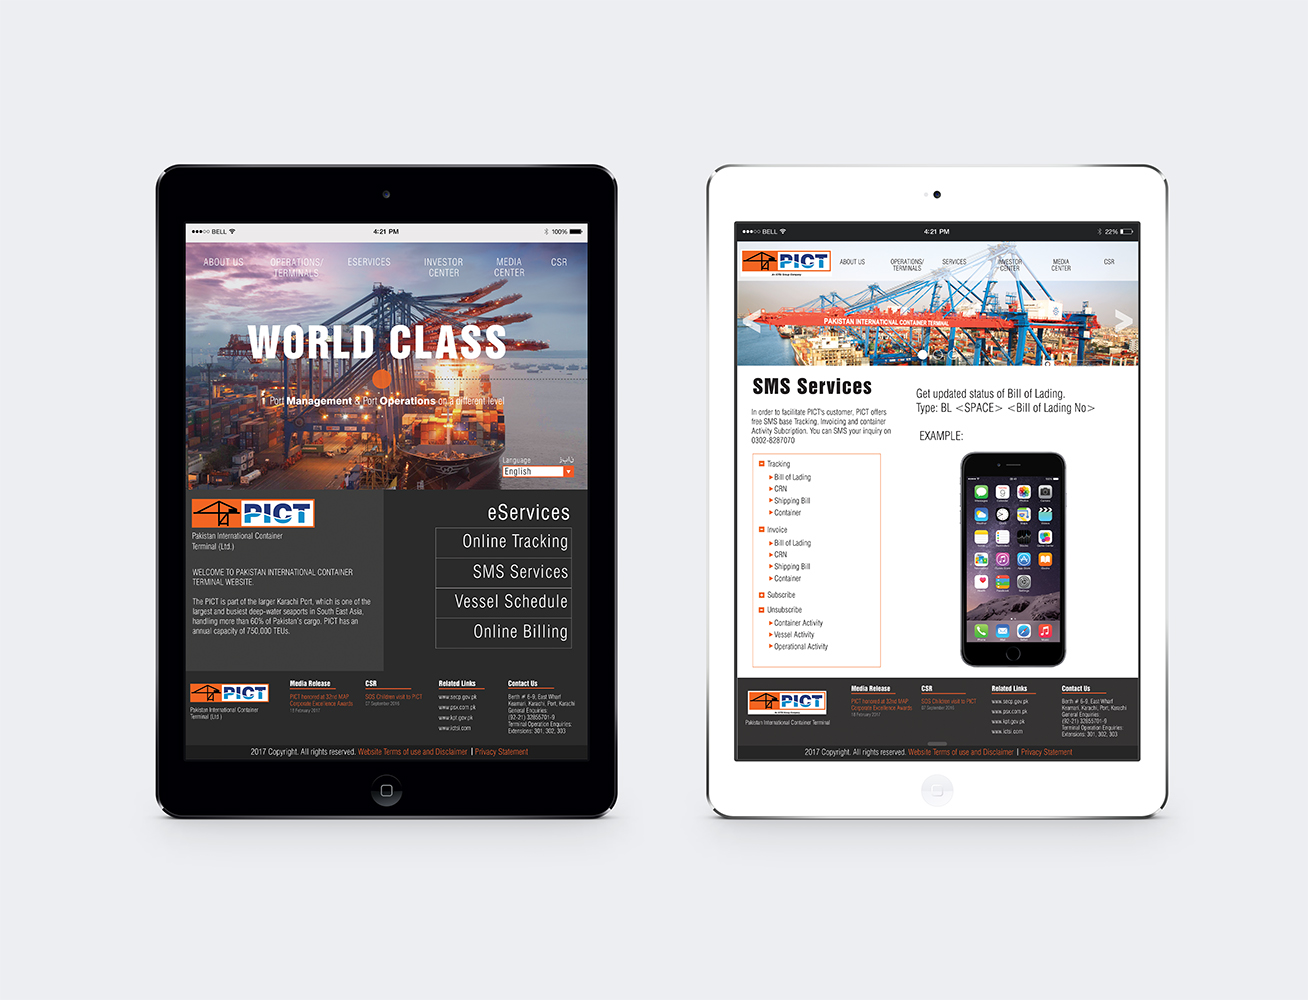 BELL
4:21 PM
100%
ABOUT US
OPERATIONS/
TERMINALS
ESERVICES
INVESTOR
CENTER
MEDIA
CENTER
CSR
WORLD CLASS
Port Management & Port Operations on a different level
Language
زبان
English
PICT
Pakistan International Container
Terminal (Ltd.)
WELCOME TO PAKISTAN INTERNATIONAL CONTAINER
TERMINAL WEBSITE.
The PICT is part of the larger Karachi Port, which is one of the
largest and busiest deep-water seaports in South East Asia,
handling more than 60% of Pakistan's cargo. PICT has an
annual capacity of 750.000 TEUs.
eServices
Online Tracking
SMS Services
Vessel Schedule
Online Billing
PICT
Pakistan International Container
Terminal (Ltd.)
Media Release
PICT honored at 32nd MAP
Corporate Excellence Awards
18 February 2017
CSR
SOS Children visit to PICT
07 September 2016
Related Links
www.secp.gov.pk
www.psx.com.pk
www.kpt.gov.pk
www.ictsi.com
Contact Us
Berth # 6-9, East Wharf
Keamari, Karachi, Port, Karachi
General Enquiries:
(92-21) 32855701-9
Terminal Operation Enquiries:
Extensions: 301, 302, 303
2017 Copyright. All rights reserved. Website Terms of use and Disclaimer | Privacy Statement
BELL
4:21 PM
22%
PICT
An ICTSI Group Company
ABOUT US
OPERATIONS/
TERMINALS
SERVICES
INVESTOR
CENTER
MEDIA
CENTER
CSR
PAKISTAN INTERNATIONAL CONTAINER TERMINAL
SMS Services
In order to facilitate PICT's customer, PICT offers
free SMS base Tracking, Invoicing and container
Activity Subcription. You can SMS your inquiry on
0302-8287070
Tracking
Bill of Lading
CRN
Shipping Bill
Container
Invoice
Bill of Lading
CRN
Shipping Bill
Container
Subscribe
Unsubscribe
Container Activity
Vessel Activity
Operational Activity
Get updated status of Bill of Lading.
Type: BL <SPACE> <Bill of Lading No>
EXAMPLE:
PICT
Pakistan International Container Terminal
Media Release
PICT honored at 32nd MAP
Corporate Excellence Awards
18 February 2017
CSR
SOS Children visit to PICT
07 September 2016
Related Links
www.secp.gov.pk
www.psx.com.pk
www.kpt.gov.pk
www.ictsi.com
Contact Us
Berth # 6-9, East Wharf
Keamari, Karachi, Port, Karachi
General Enquiries:
(92-21) 32855701-9
Terminal Operation Enquiries:
Extensions: 301, 302, 303
2017 Copyright. All rights reserved. Website Terms of use and Disclaimer | Privacy Statement